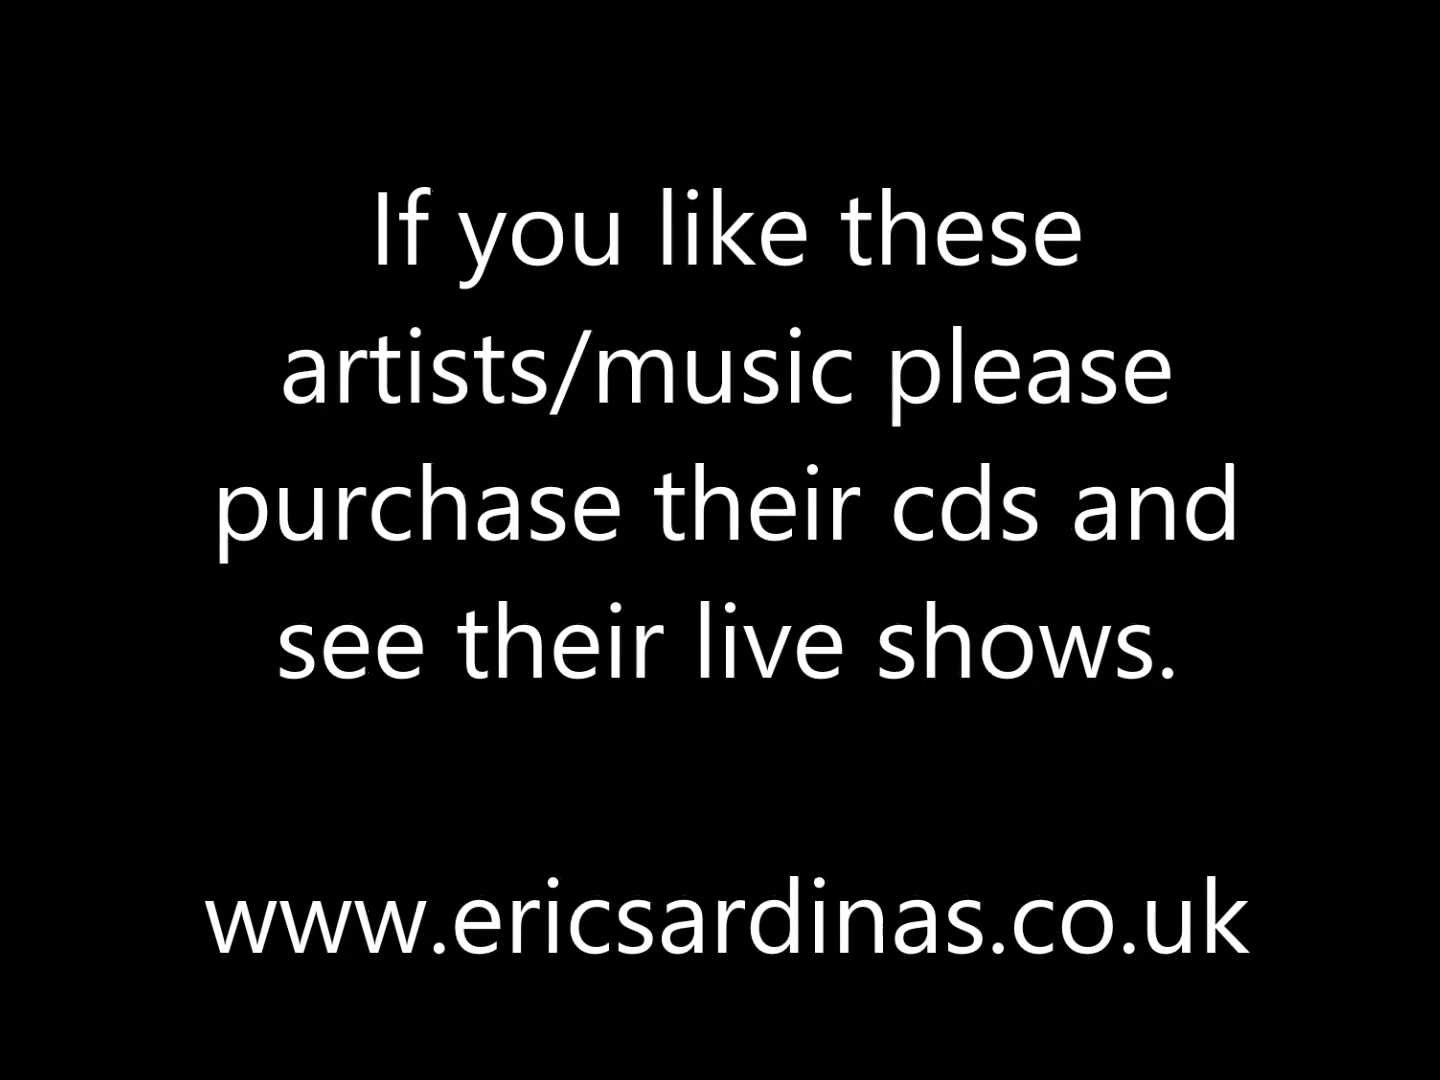 If you like these
artists/music please
purchase their cds and
see their live shows.
www.ericsardinas.co.uk